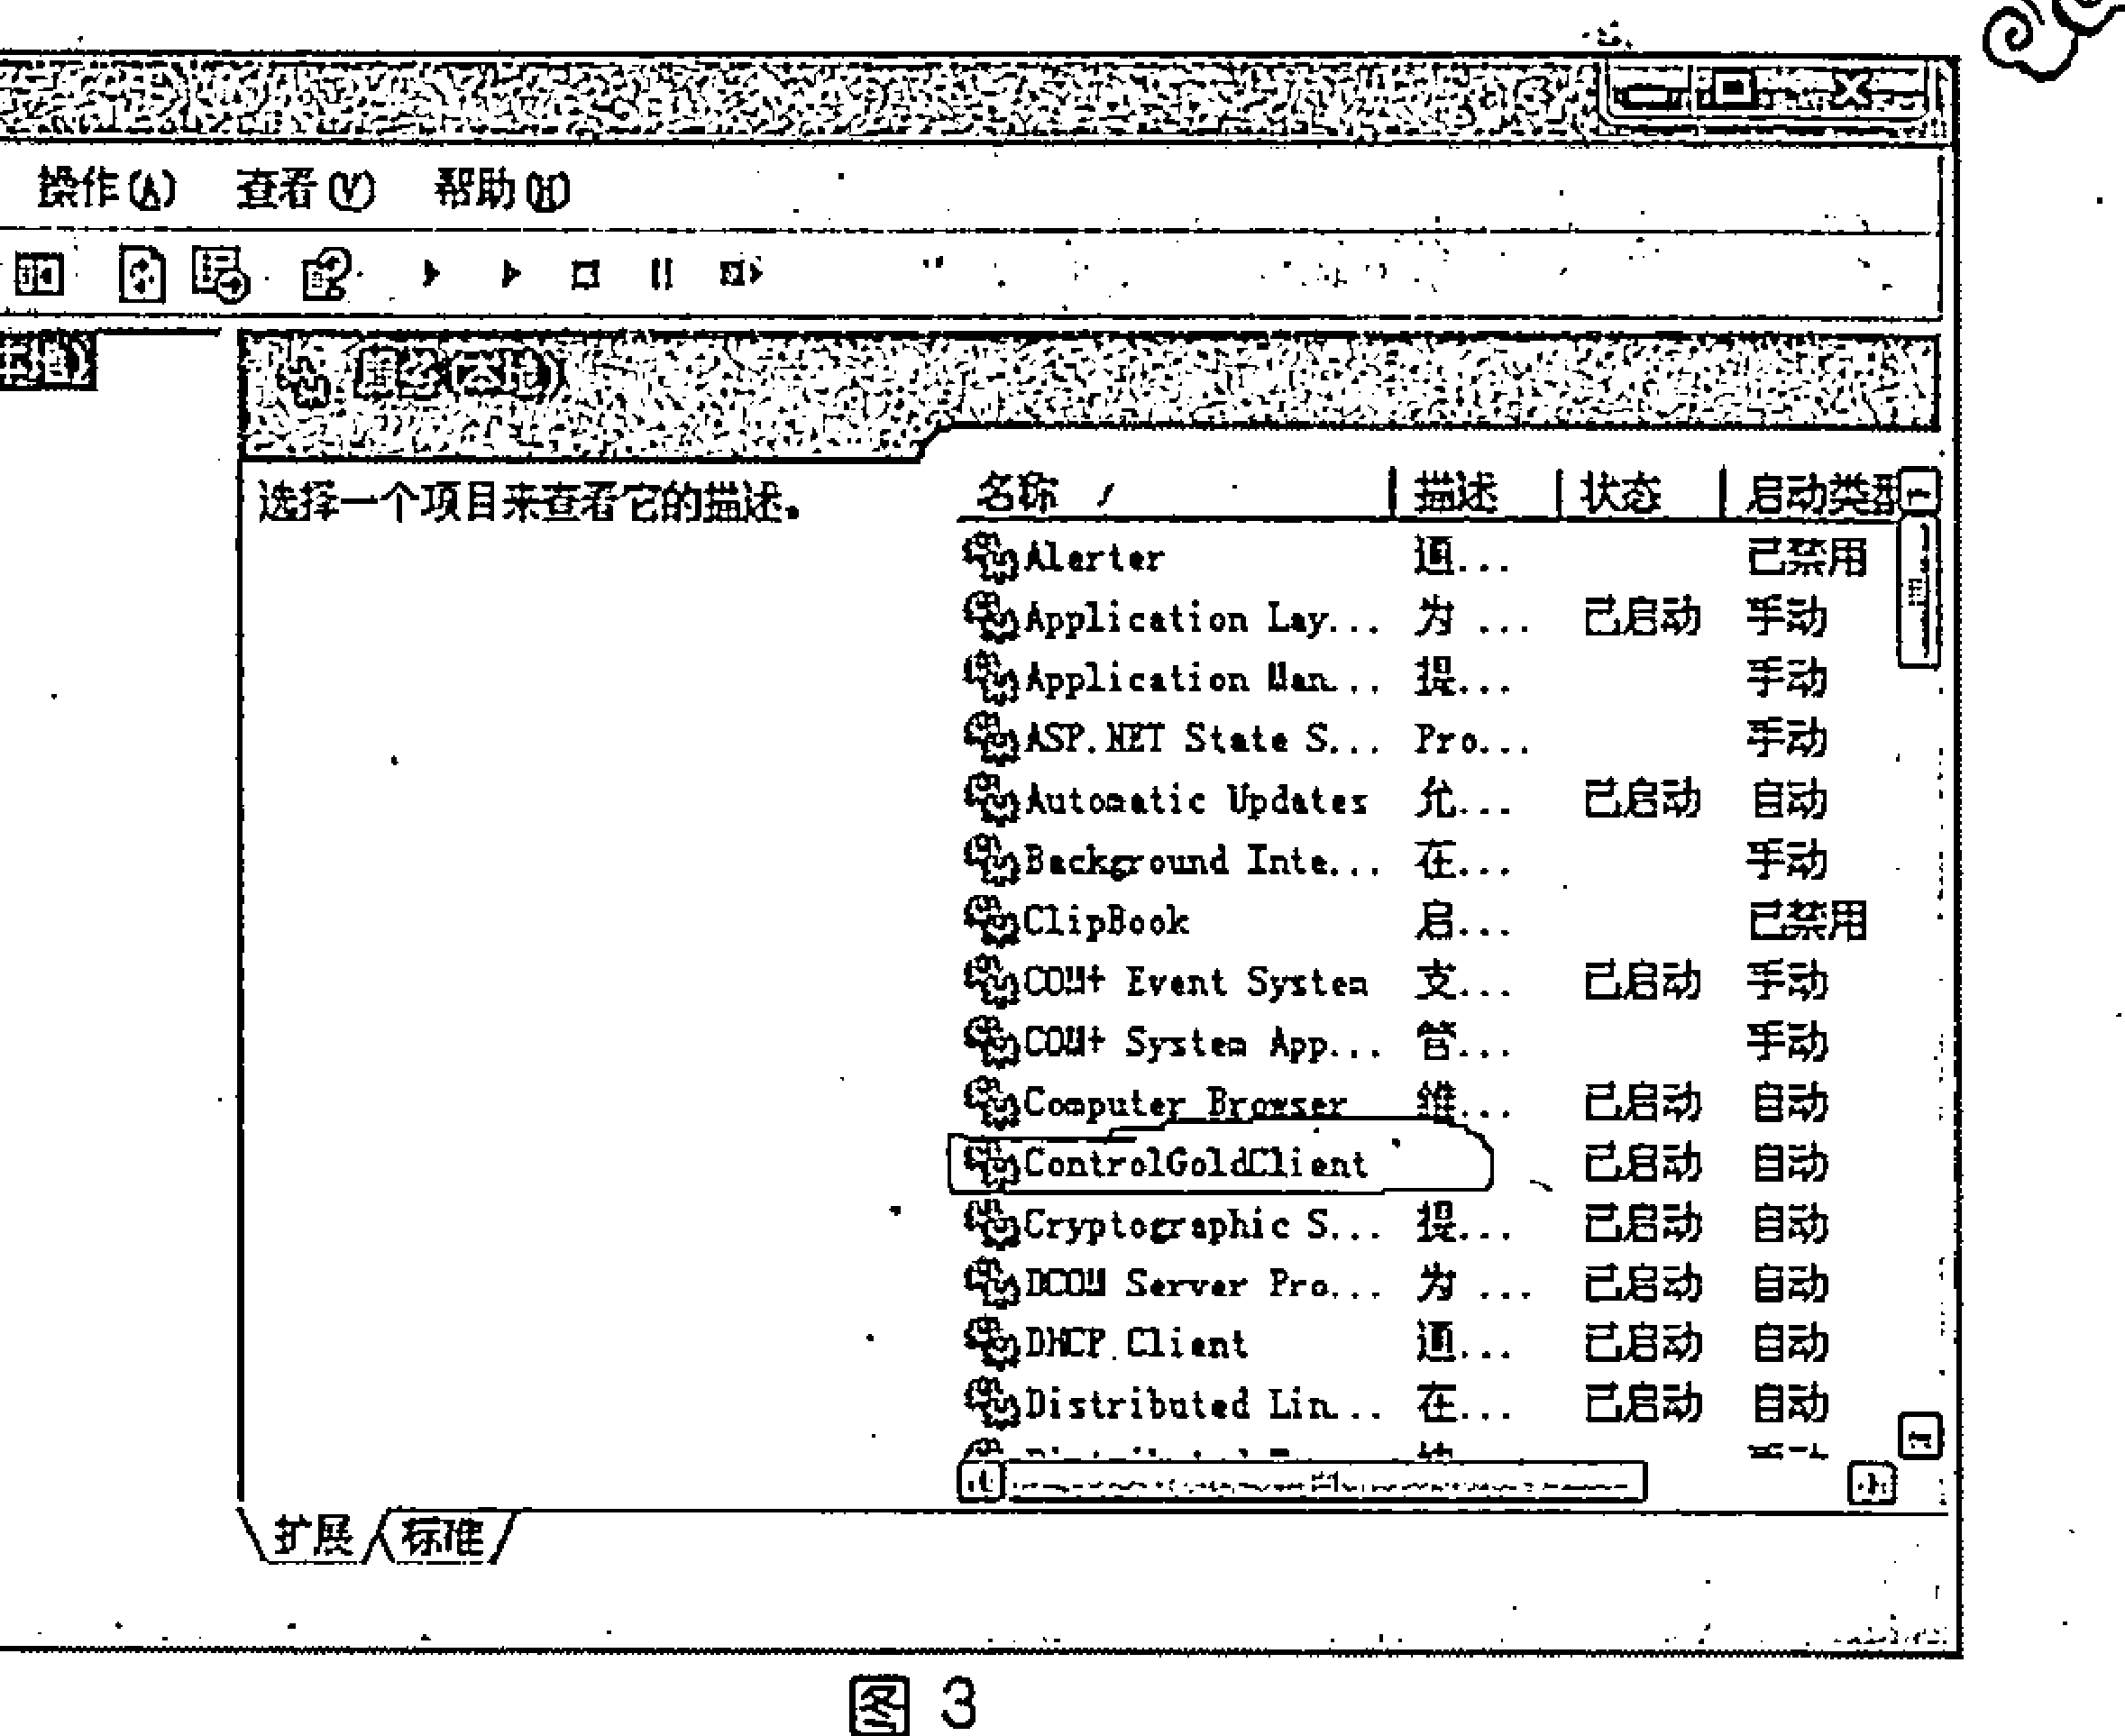 操作(A) 查看(V) 帮助(H)
服务(本地)
选择一个项目来查看它的描述。
名称 描述 状态 启动类型
Alerter 通... 已禁用
Application Lay... 为 ... 已启动 手动
Application Man... 提... 手动
ASP.NET State S... Pro... 手动
Automatic Updates 允... 已启动 自动
Background Inte... 在... 手动
ClipBook 启... 已禁用
COM+ Event System 支... 已启动 手动
COM+ System App... 管... 手动
Computer Browser 维... 已启动 自动
ControlGoldClient 已启动 自动
Cryptographic S... 提... 已启动 自动
DCOM Server Pro... 为 ... 已启动 自动
DHCP Client 通... 已启动 自动
Distributed Lin... 在... 已启动 自动
扩展 标准
图 3